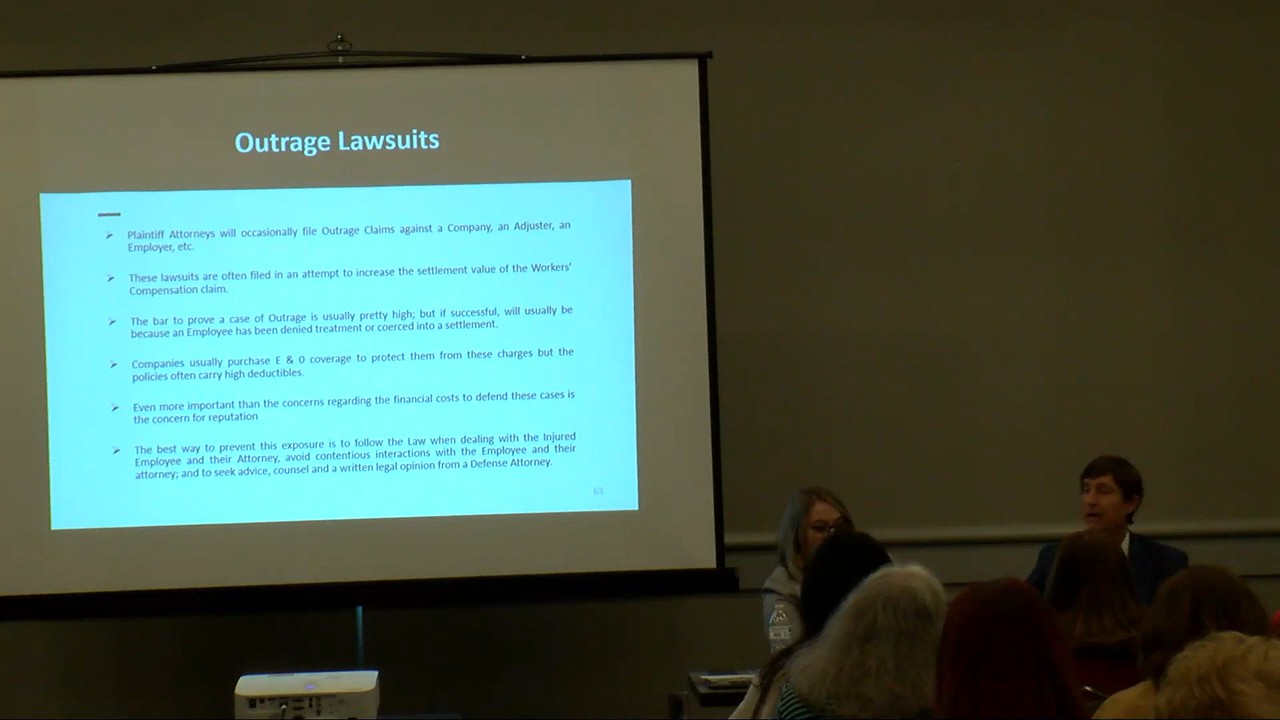 Outrage Lawsuits
➢ Plaintiff Attorneys will occasionally file Outrage Claims against a Company, an Adjuster, an
Employer, etc.
➢ These lawsuits are often filed in an attempt to increase the settlement value of the Workers'
Compensation claim.
➢ The bar to prove a case of Outrage is usually pretty high; but if successful, will usually be
because an Employee has been denied treatment or coerced into a settlement.
➢ Companies usually purchase E & O coverage to protect them from these charges but the
policies often carry high deductibles.
➢ Even more important than the concerns regarding the financial costs to defend these cases is
the concern for reputation
➢ The best way to prevent this exposure is to follow the Law when dealing with the Injured
Employee and their Attorney, avoid contentious interactions with the Employee and their
attorney; and to seek advice, counsel and a written legal opinion from a Defense Attorney.
63